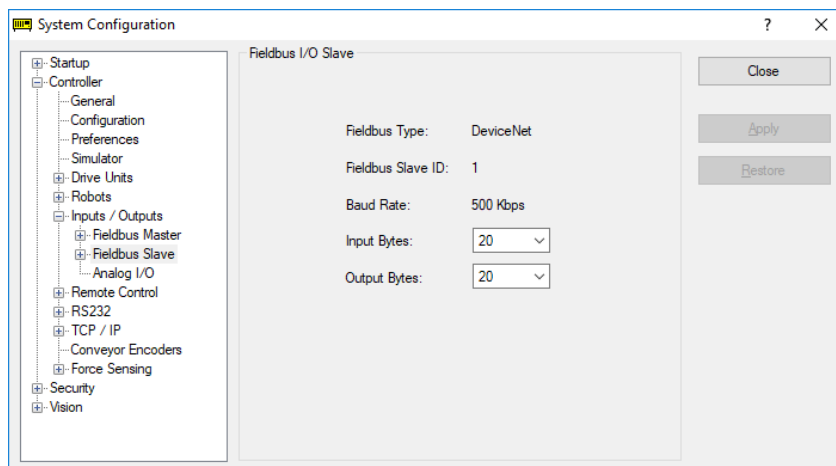 System Configuration
?
Startup
Controller
General
Configuration
Preferences
Simulator
Drive Units
Robots
Inputs / Outputs
Fieldbus Master
Fieldbus Slave
Analog I/O
Remote Control
RS232
TCP / IP
Conveyor Encoders
Force Sensing
Security
Vision
Fieldbus I/O Slave
Fieldbus Type: DeviceNet
Fieldbus Slave ID: 1
Baud Rate: 500 Kbps
Input Bytes: 20
Output Bytes: 20
Close
Apply
Restore